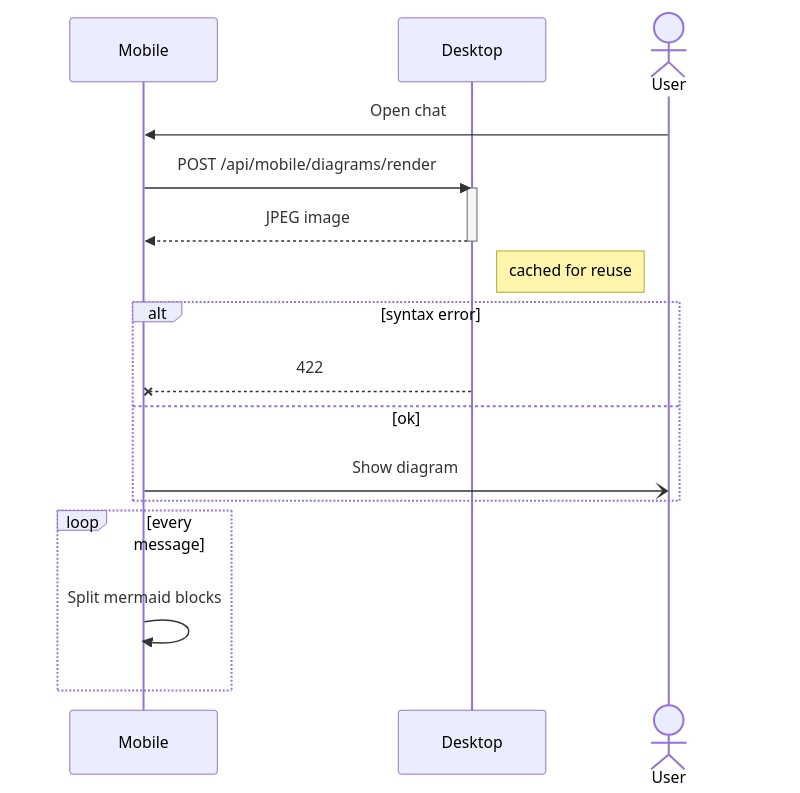 Mobile
Desktop
User
Open chat
POST /api/mobile/diagrams/render
JPEG image
cached for reuse
alt
[syntax error]
422
[ok]
Show diagram
loop
[every
message]
Split mermaid blocks
Mobile
Desktop
User